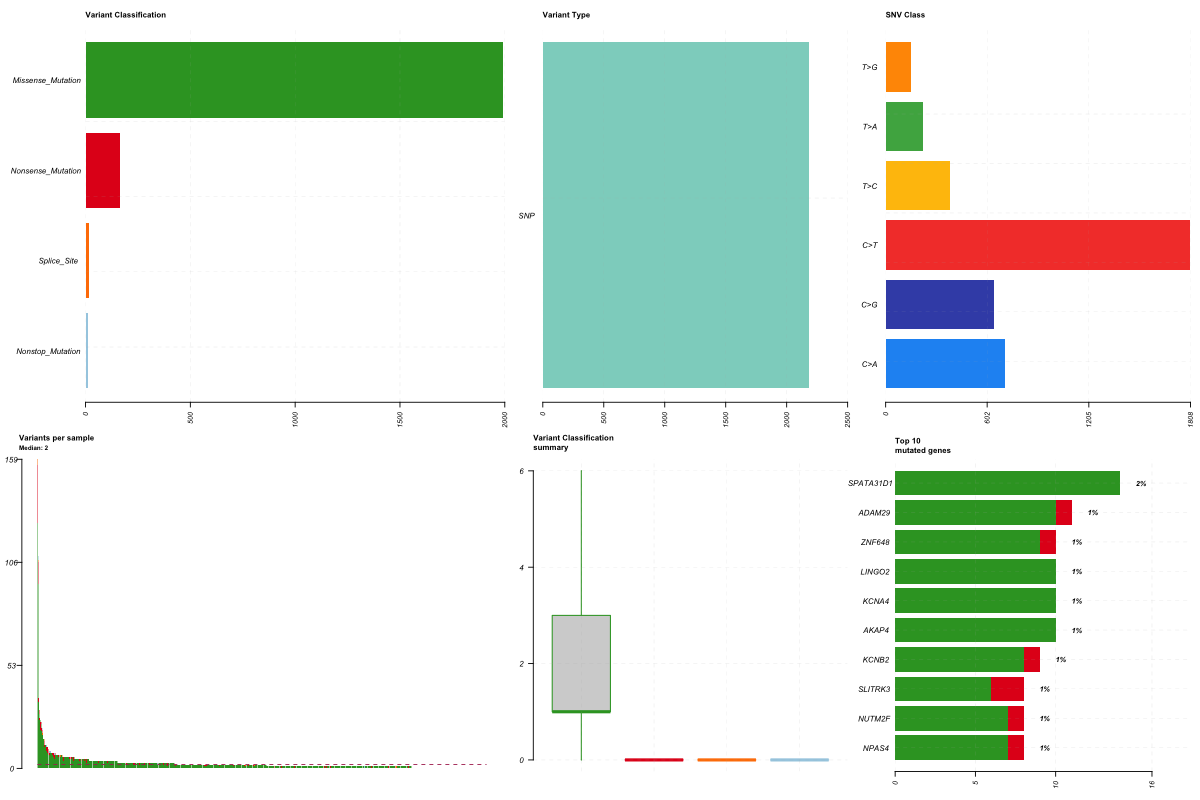 Variant Classification
Missense_Mutation
Nonsense_Mutation
Splice_Site
Nonstop_Mutation
0
500
1000
1500
2000
Variant Type
SNP
0
500
1000
1500
2000
2500
SNV Class
T>G
T>A
T>C
C>T
C>G
C>A
0
602
1205
1808
Variants per sample
Median: 2
159
106
53
0
Variant Classification
summary
6
4
2
0
Top 10
mutated genes
SPATA31D1 2%
ADAM29 1%
ZNF648 1%
LINGO2 1%
KCNA4 1%
AKAP4 1%
KCNB2 1%
SLITRK3 1%
NUTM2F 1%
NPAS4 1%
0
5
10
16